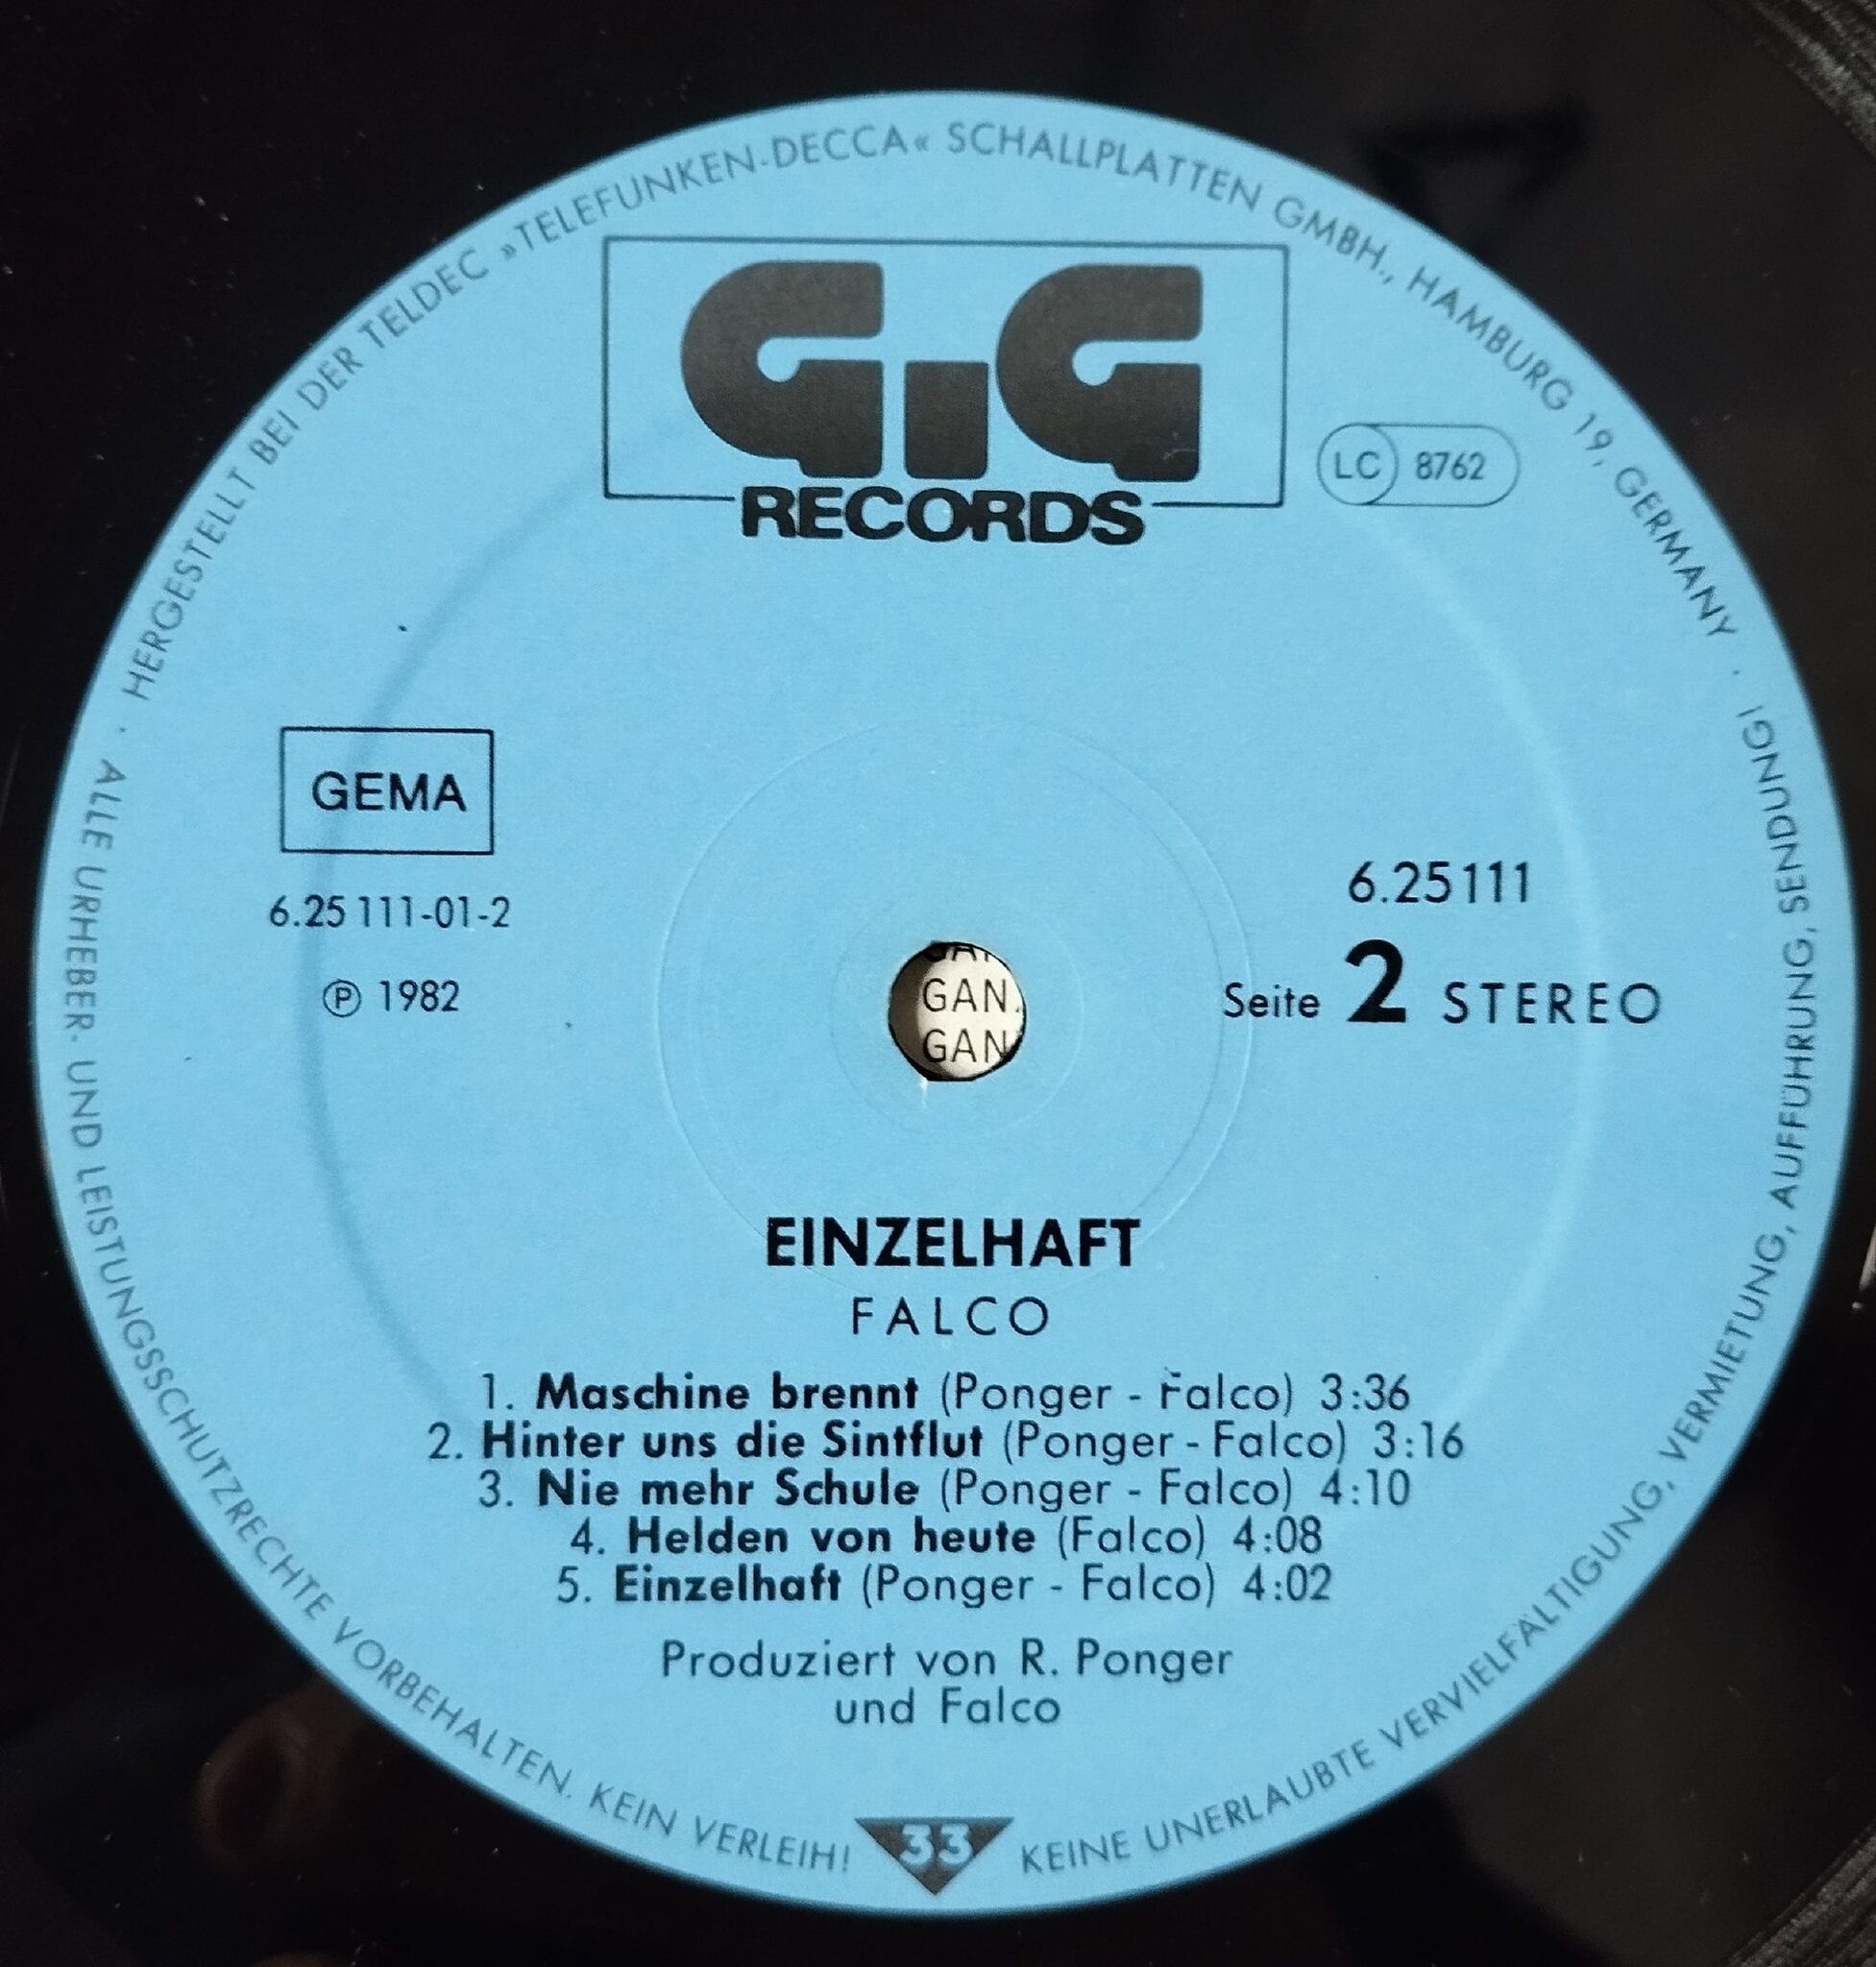 HERGESTELLT BEI DER TELDEC »TELEFUNKEN-DECCA« SCHALLPLATTEN GMBH., HAMBURG 19, GERMANY ·
GIG
RECORDS
LC 8762
GEMA
6.25 111-01-2
℗ 1982
6.25111
Seite 2 STEREO
GAN
GAN
EINZELHAFT
FALCO
1. Maschine brennt (Ponger - Falco) 3:36
2. Hinter uns die Sintflut (Ponger - Falco) 3:16
3. Nie mehr Schule (Ponger - Falco) 4:10
4. Helden von heute (Falco) 4:08
5. Einzelhaft (Ponger - Falco) 4:02
Produziert von R. Ponger
und Falco
33
· ALLE URHEBER- UND LEISTUNGSSCHUTZRECHTE VORBEHALTEN. KEIN VERLEIH!
KEINE UNERLAUBTE VERVIELFÄLTIGUNG, VERMIETUNG, AUFFÜHRUNG, SENDUNG!